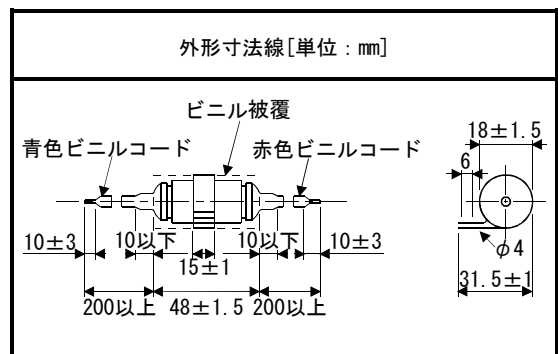 外形寸法線[単位：㎜]
ビニル被覆
青色ビニルコード
赤色ビニルコード
18±1.5
6
10±3
10以下
15±1
10以下
10±3
φ4
31.5±1
200以上
48±1.5
200以上